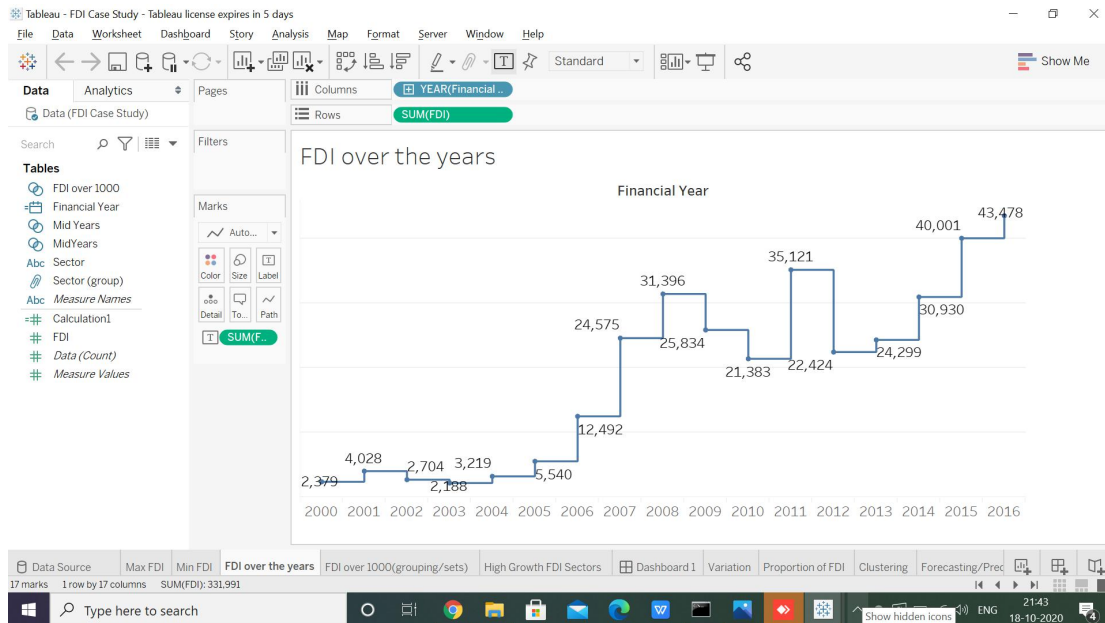 Tableau - FDI Case Study - Tableau license expires in 5 days
File Data Worksheet Dashboard Story Analysis Map Format Server Window Help
Standard
Show Me
Data Analytics
Data (FDI Case Study)
Search
Tables
FDI over 1000
Financial Year
Mid Years
MidYears
Abc Sector
Sector (group)
Abc Measure Names
Calculation1
FDI
Data (Count)
Measure Values
Pages
Filters
Marks
Auto...
Color Size Label
Detail To... Path
SUM(F..
Columns YEAR(Financial ..
Rows SUM(FDI)
FDI over the years
Financial Year
43,478
40,001
35,121
31,396
30,930
24,575
25,834
24,299
22,424
21,383
12,492
4,028
2,704 3,219
5,540
2,379
2,188
2000 2001 2002 2003 2004 2005 2006 2007 2008 2009 2010 2011 2012 2013 2014 2015 2016
Data Source Max FDI Min FDI FDI over the years FDI over 1000(grouping/sets) High Growth FDI Sectors Dashboard 1 Variation Proportion of FDI Clustering Forecasting/Prec
17 marks 1 row by 17 columns SUM(FDI): 331,991
Type here to search
ENG
21:43
18-10-2020
4
Show hidden icons